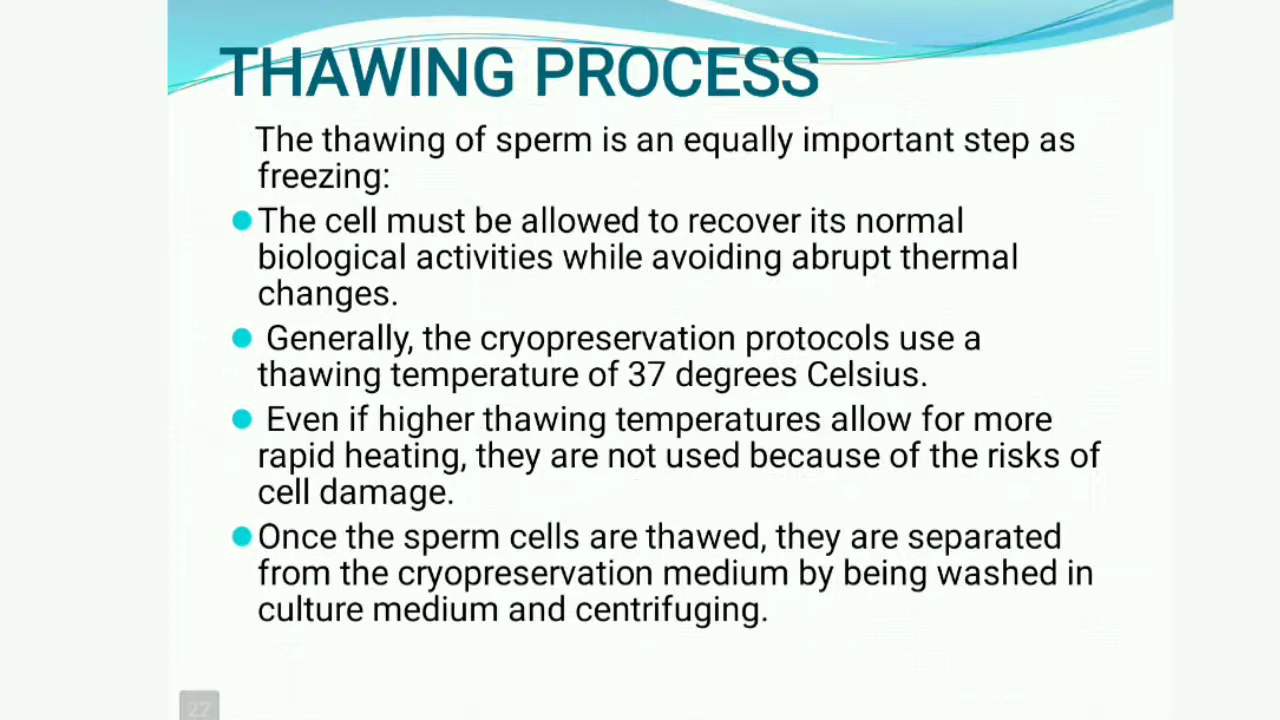 THAWING PROCESS
The thawing of sperm is an equally important step as
freezing:
The cell must be allowed to recover its normal
biological activities while avoiding abrupt thermal
changes.
Generally, the cryopreservation protocols use a
thawing temperature of 37 degrees Celsius.
Even if higher thawing temperatures allow for more
rapid heating, they are not used because of the risks of
cell damage.
Once the sperm cells are thawed, they are separated
from the cryopreservation medium by being washed in
culture medium and centrifuging.
22